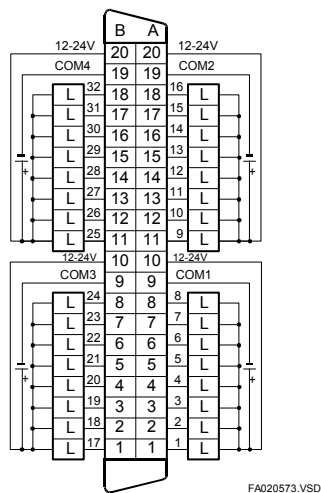 B A
12-24V 20 20 12-24V
COM4 19 19 COM2
L 32 18 18 16 L
L 31 17 17 15 L
L 30 16 16 14 L
L 29 15 15 13 L
L 28 14 14 12 L
L 27 13 13 11 L
L 26 12 12 10 L
L 25 11 11 9 L
12-24V 10 10 12-24V
COM3 9 9 COM1
L 24 8 8 8 L
L 23 7 7 7 L
L 22 6 6 6 L
L 21 5 5 5 L
L 20 4 4 4 L
L 19 3 3 3 L
L 18 2 2 2 L
L 17 1 1 1 L
+ +
+ +
FA020573.VSD